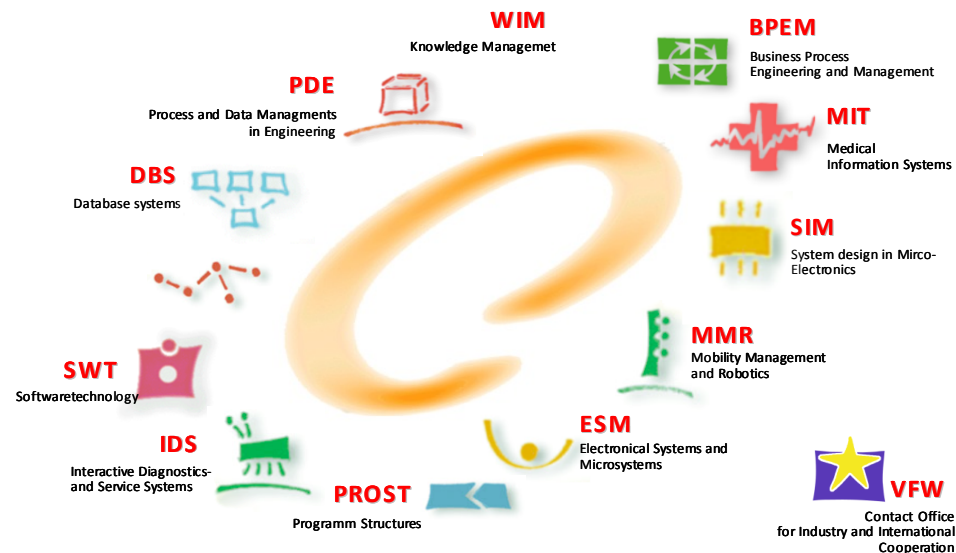 WIM
Knowledge Managemet
BPEM
Business Process
Engineering and Management
PDE
Process and Data Managments
in Engineering
MIT
Medical
Information Systems
DBS
Database systems
SIM
System design in Mirco-
Electronics
MMR
Mobility Management
and Robotics
SWT
Softwaretechnology
ESM
Electronical Systems and
Microsystems
IDS
Interactive Diagnostics-
and Service Systems
PROST
Programm Structures
VFW
Contact Office
for Industry and International
Cooperation